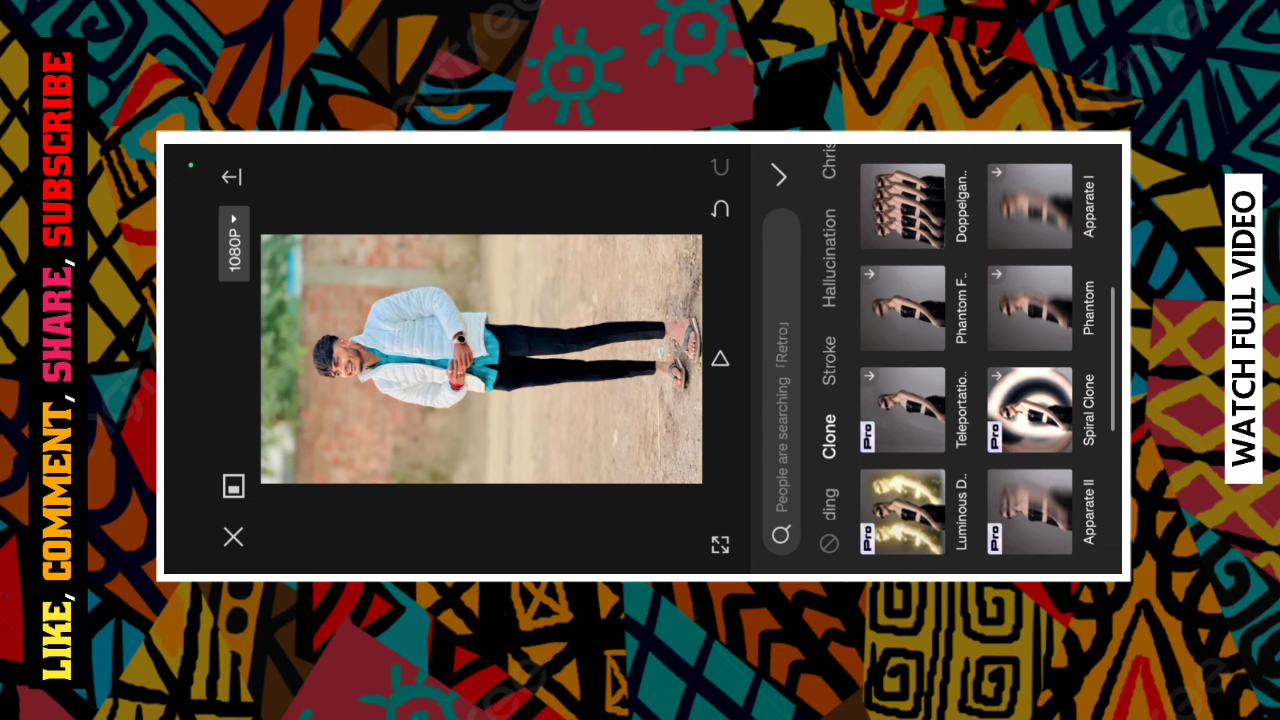 LIKE, COMMENT, SHARE, SUBSCRIBE
1080P
People are searching「Retro」
ding Clone Stroke Hallucination Chris
Pro Pro
Luminous D.. Teleportatio.. Phantom F.. Doppelgan..
Pro Pro
Apparate II Spiral Clone Phantom Apparate I
WATCH FULL VIDEO